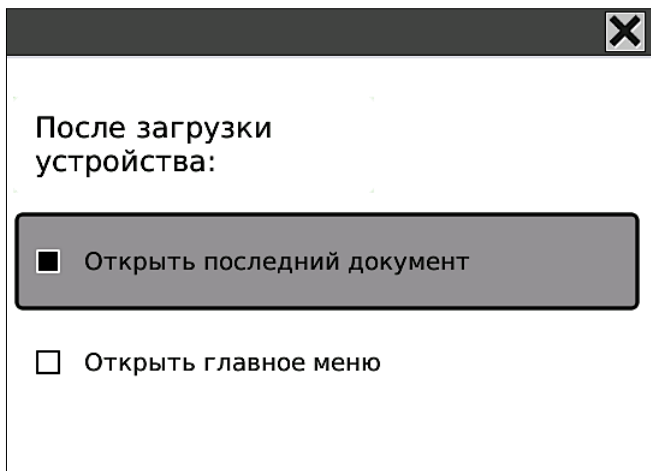 После загрузки
устройства:
Открыть последний документ
Открыть главное меню